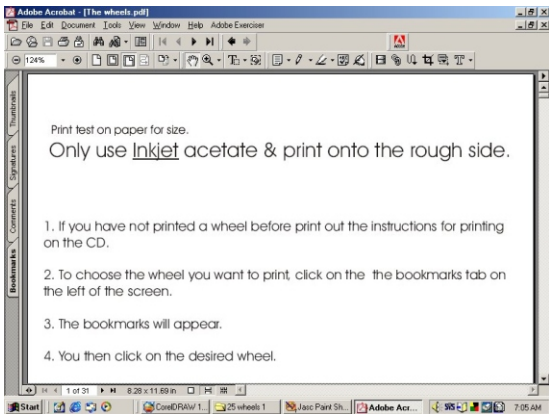 Adobe Acrobat - [The wheels.pdf]
File Edit Document Tools View Window Help Adobe Exerciser
124%
Thumbnails
Signatures
Comments
Bookmarks
Print test on paper for size.
Only use Inkjet acetate & print onto the rough side.
1. If you have not printed a wheel before print out the instructions for printing
on the CD.
2. To choose the wheel you want to print, click on the the bookmarks tab on
the left of the screen.
3. The bookmarks will appear.
4. You then click on the desired wheel.
1 of 31 8.28 x 11.69 in
Start CorelDRAW 1... 25 wheels 1 Jasc Paint Sh... Adobe Acr... 7:05 AM